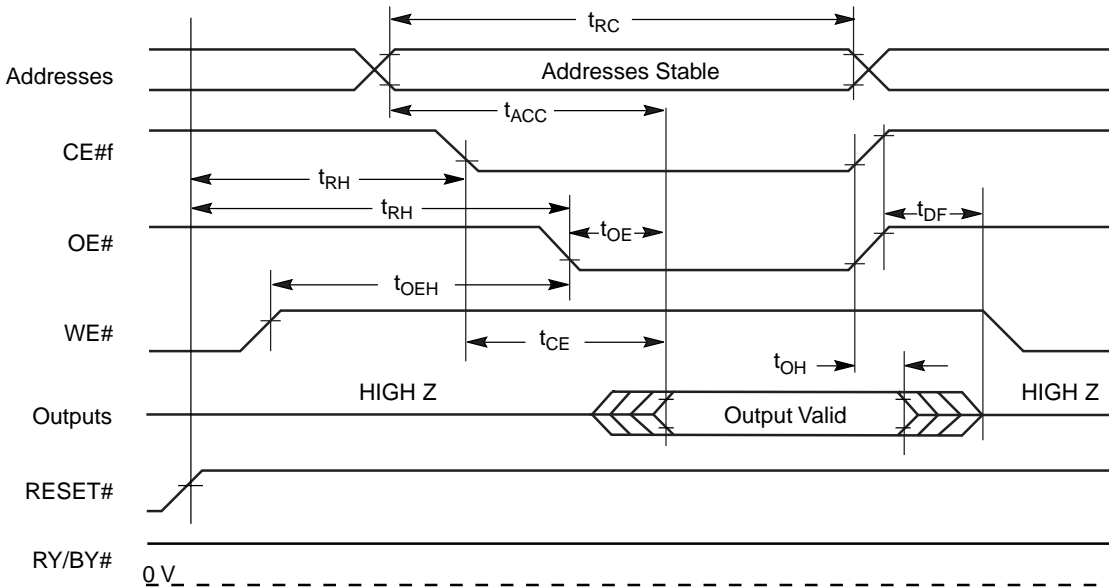 tRC
Addresses
Addresses Stable
tACC
CE#f
tRH
tRH
tDF
OE#
tOE
tOEH
WE#
tCE
tOH
HIGH Z
HIGH Z
Outputs
Output Valid
RESET#
RY/BY#
0 V